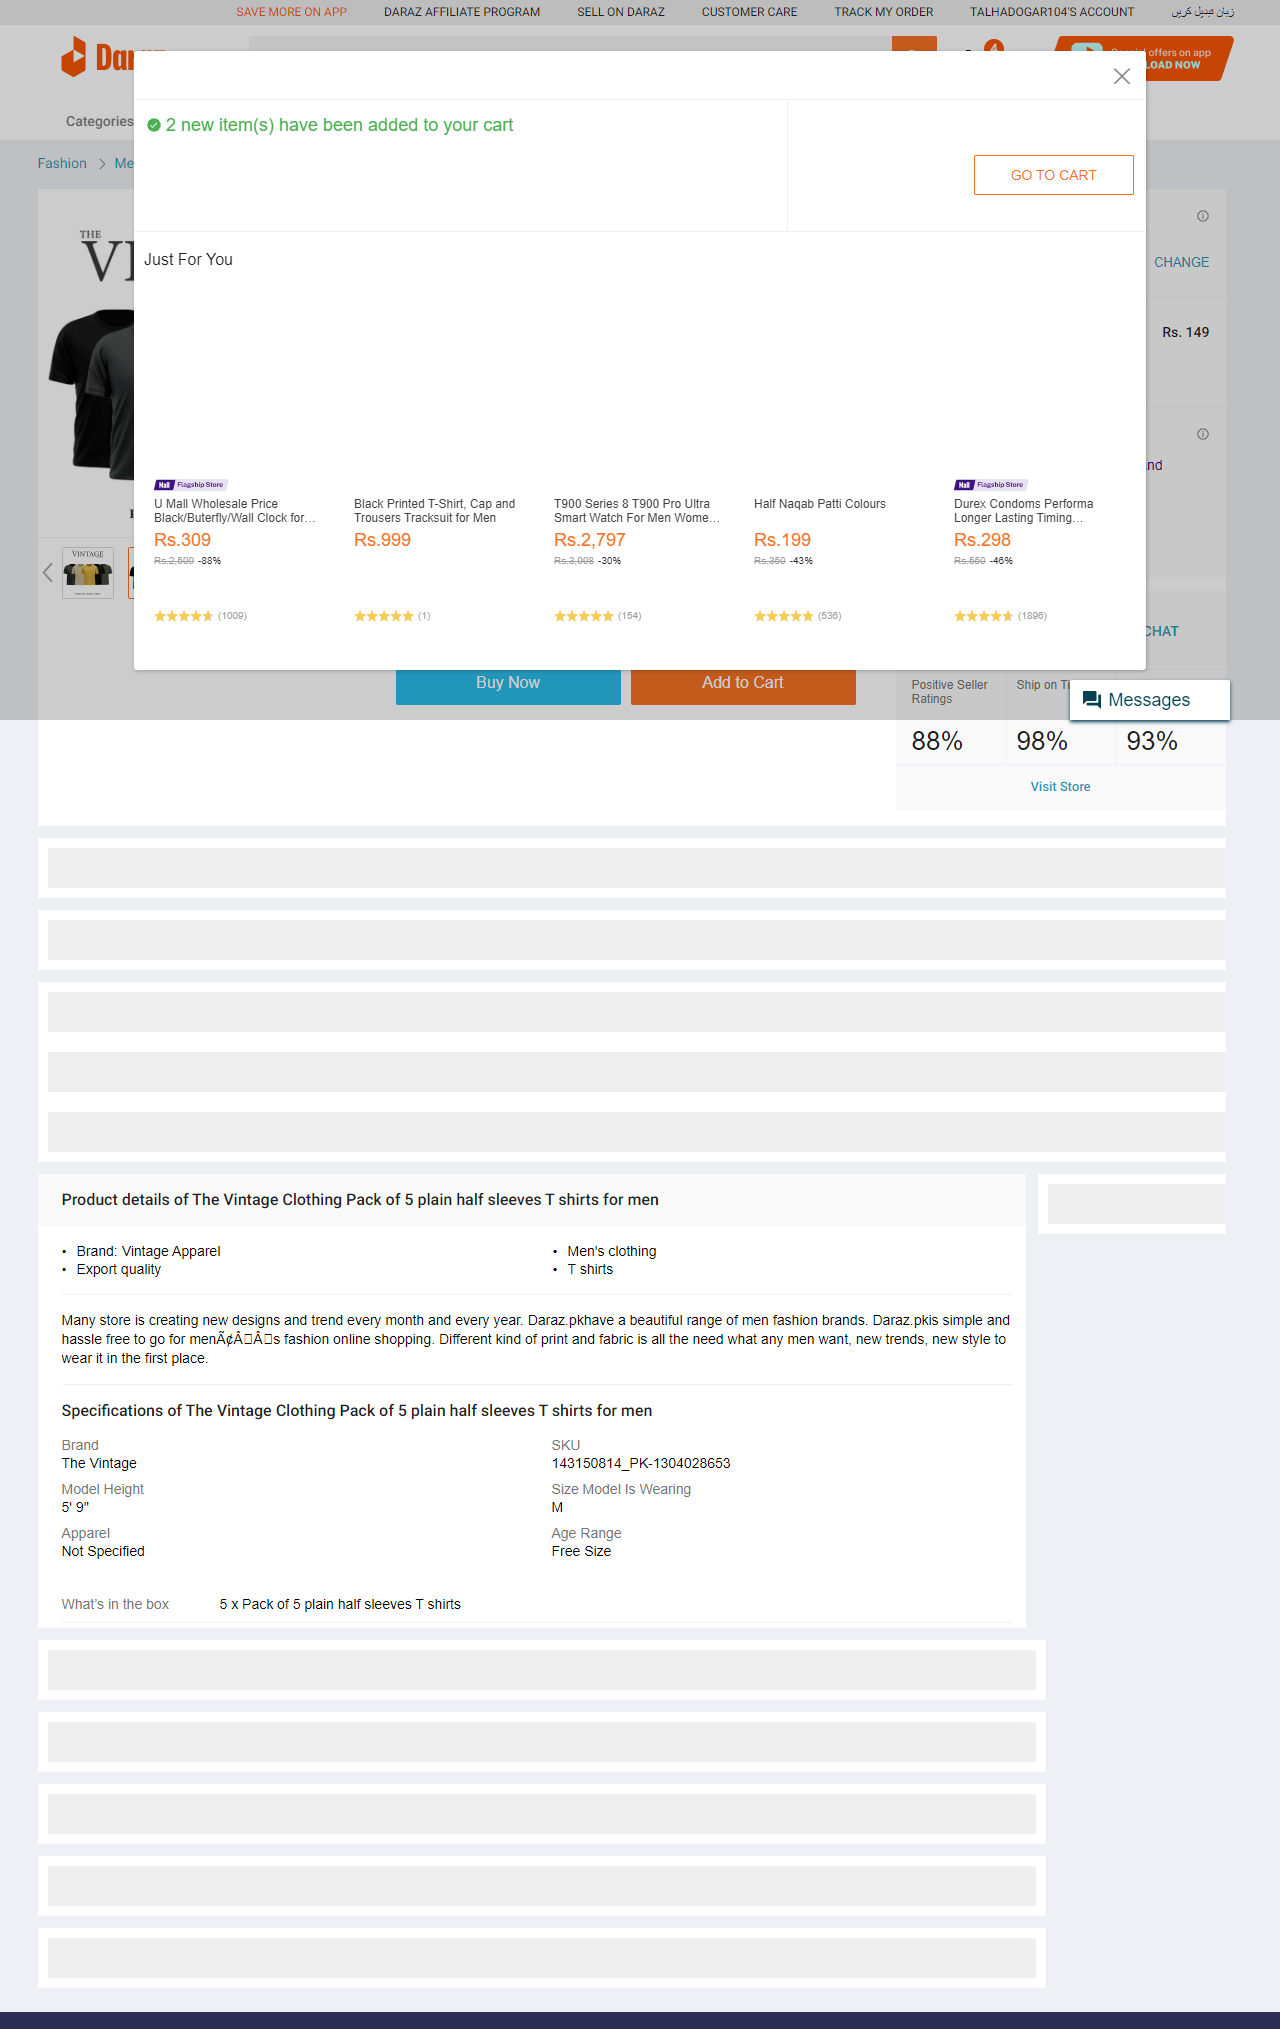 SAVE MORE ON APP DARAZ AFFILIATE PROGRAM SELL ON DARAZ CUSTOMER CARE TRACK MY ORDER TALHADOGAR104'S ACCOUNT زبان تبدیل کریں
4
offers on app
LOAD NOW
Categories
2 new item(s) have been added to your cart
Fashion
GO TO CART
THE
Just For You
CHANGE
Rs. 149
U Mall Wholesale Price Black/Buterfly/Wall Clock for...
Mall Flagship Store
Rs.309
Rs.2,500 -88%
(1009)
Black Printed T-Shirt, Cap and Trousers Tracksuit for Men
Rs.999
(1)
T900 Series 8 T900 Pro Ultra Smart Watch For Men Wome...
Rs.2,797
Rs.3,998 -30%
(154)
Half Naqab Patti Colours
Rs.199
Rs.350 -43%
(536)
Mall Flagship Store
Durex Condoms Performa Longer Lasting Timing...
Rs.298
Rs.550 -46%
(1896)
VINTAGE
CHAT
Buy Now Add to Cart
Positive Seller Ratings
Ship on
Messages
88% 98% 93%
Visit Store
Product details of The Vintage Clothing Pack of 5 plain half sleeves T shirts for men
• Brand: Vintage Apparel • Men's clothing
• Export quality • T shirts
Many store is creating new designs and trend every month and every year. Daraz.pkhave a beautiful range of men fashion brands. Daraz.pkis simple and
hassle free to go for menÃ¢Â□Â□s fashion online shopping. Different kind of print and fabric is all the need what any men want, new trends, new style to
wear it in the first place.
Specifications of The Vintage Clothing Pack of 5 plain half sleeves T shirts for men
Brand SKU
The Vintage 143150814_PK-1304028653
Model Height Size Model Is Wearing
5' 9" M
Apparel Age Range
Not Specified Free Size
What's in the box 5 x Pack of 5 plain half sleeves T shirts